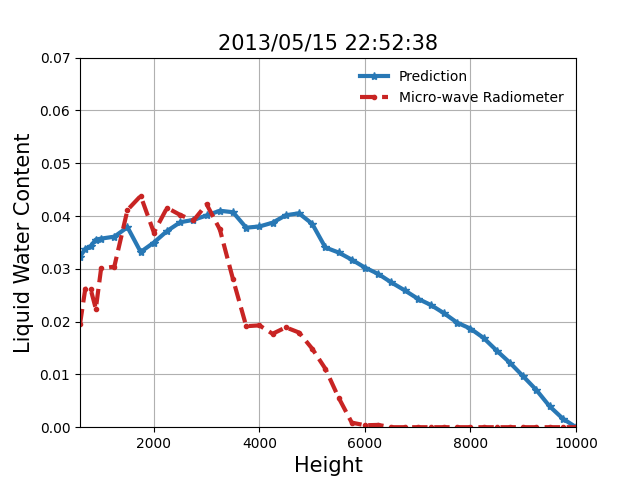 2013/05/15 22:52:38
0.07
0.06
0.05
0.04
0.03
0.02
0.01
0.00
Liquid Water Content
Prediction
Micro-wave Radiometer
2000 4000 6000 8000 10000
Height